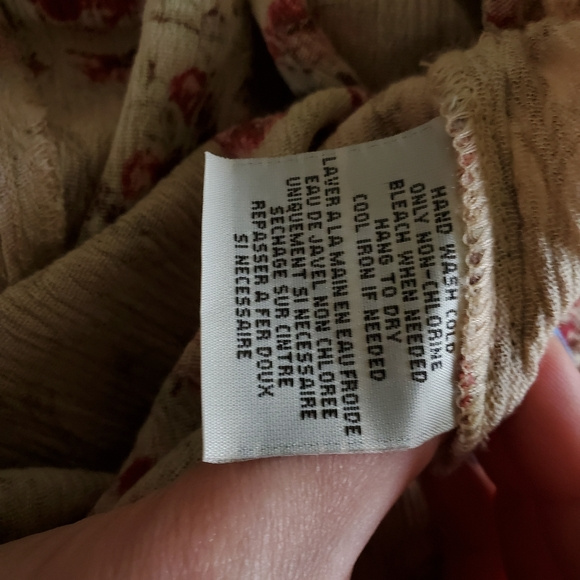 HAND WASH COLD
ONLY NON-CHLORINE
BLEACH WHEN NEEDED
HANG TO DRY
COOL IRON IF NEEDED
LAVER A LA MAIN EN EAU FROIDE
EAU DE JAVEL NON CHLOREE
UNIQUEMENT SI NECESSAIRE
SECHAGE SUR CINTRE
REPASSER A FER DOUX
SI NECESSAIRE